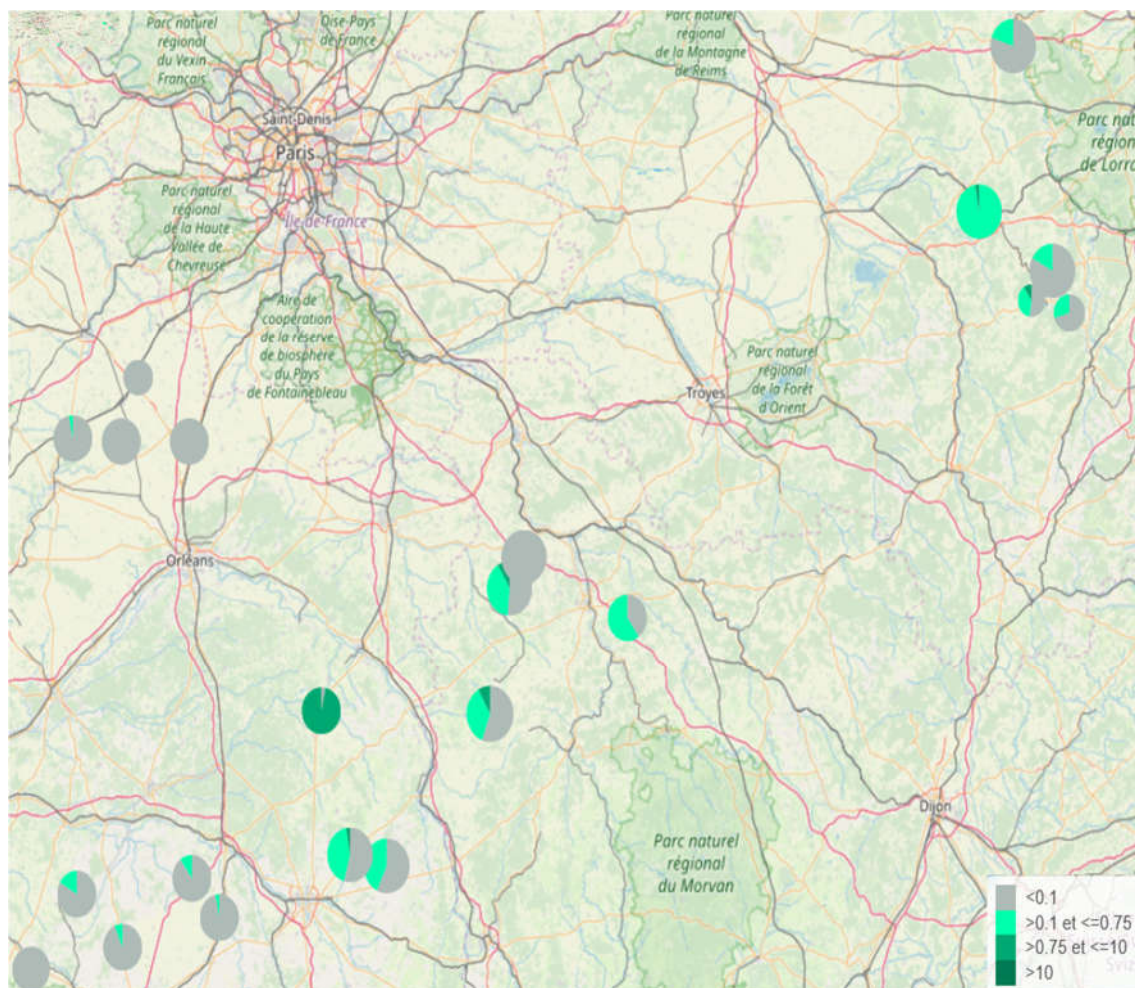 Parc naturel
régional
du Vexin
Français
Oise-Pays
de France
Parc naturel
régional
de la Montagne
de Reims
Saint-Denis
Paris
Parc natu
région
de Lorra
Parc naturel
régional
de la Haute
Vallée de
Chevreuse
Île-de-France
Aire de
coopération
de la réserve
de biosphère
du Pays
de Fontainebleau
Parc naturel
régional
de la Forêt
d'Orient
Troyes
Orléans
Dijon
Parc naturel
régional
du Morvan
<0.1
>0.1 et <=0.75
>0.75 et <=10
>10